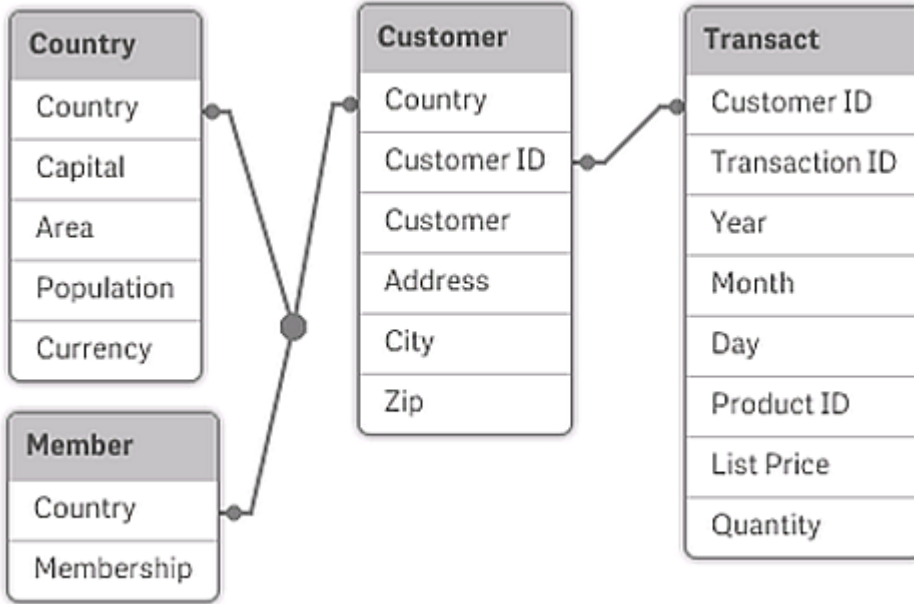 Country
Country
Capital
Area
Population
Currency
Member
Country
Membership
Customer
Country
Customer ID
Customer
Address
City
Zip
Transact
Customer ID
Transaction ID
Year
Month
Day
Product ID
List Price
Quantity